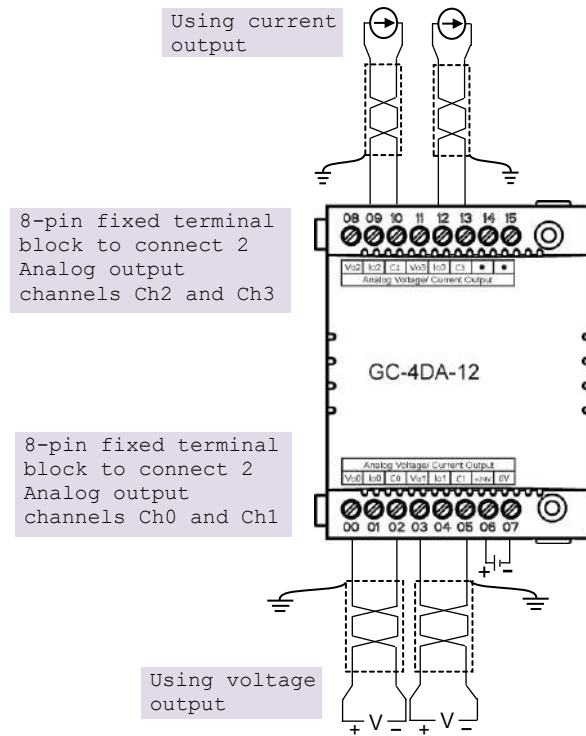 Using current
output
8-pin fixed terminal
block to connect 2
Analog output
channels Ch2 and Ch3
08 09 10 11 12 13 14 15
Vo2 Io2 C2 Vo3 Io3 C3
Analog Voltage/ Current Output
GC-4DA-12
8-pin fixed terminal
block to connect 2
Analog output
channels Ch0 and Ch1
Analog Voltage/ Current Output
Vo0 Io0 C0 Vo1 Io1 C1 +24V 0V
00 01 02 03 04 05 06 07
+ -
Using voltage
output
+ V - + V -